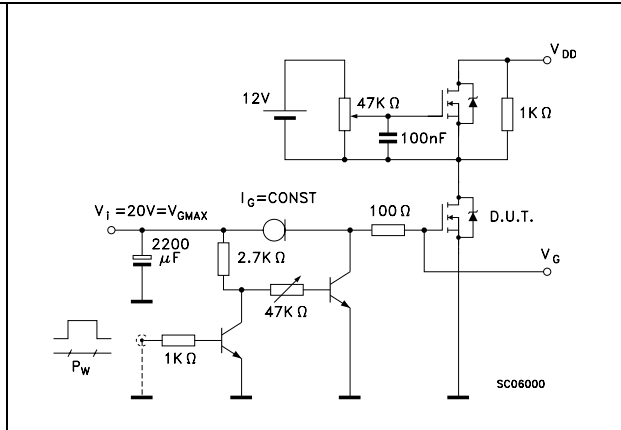 V DD
12V
47K Ω
1K Ω
100nF
V i =20V=V GMAX
I G =CONST
100 Ω
D.U.T.
2200
μF
2.7K Ω
V G
47K Ω
1K Ω
P W
SC06000